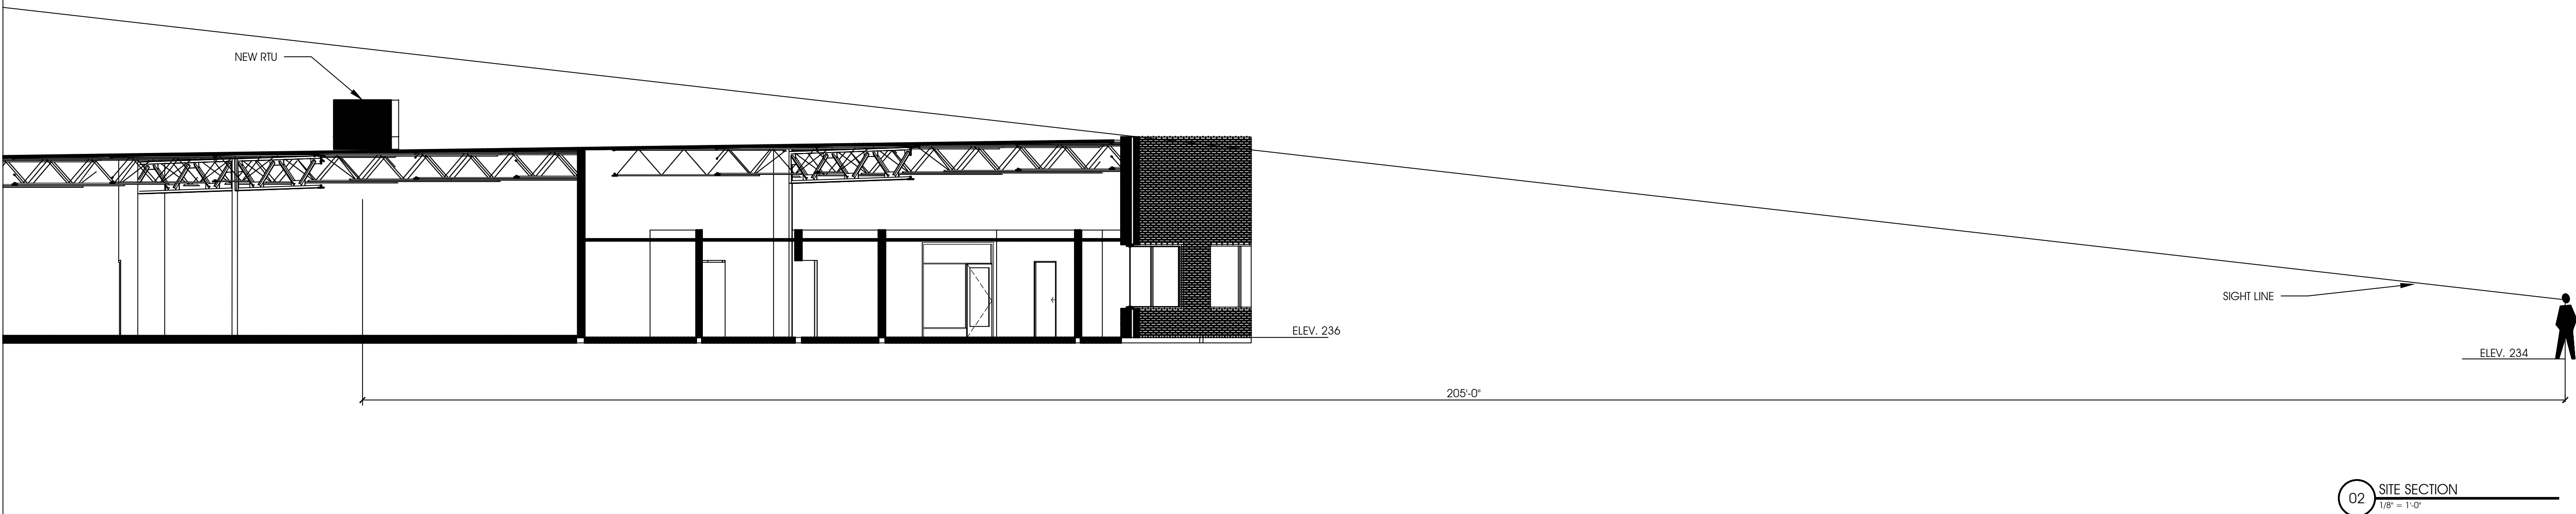 NEW RTU
SIGHT LINE
ELEV. 236
ELEV. 234
205'-0"
02
SITE SECTION
1/8" = 1'-0"